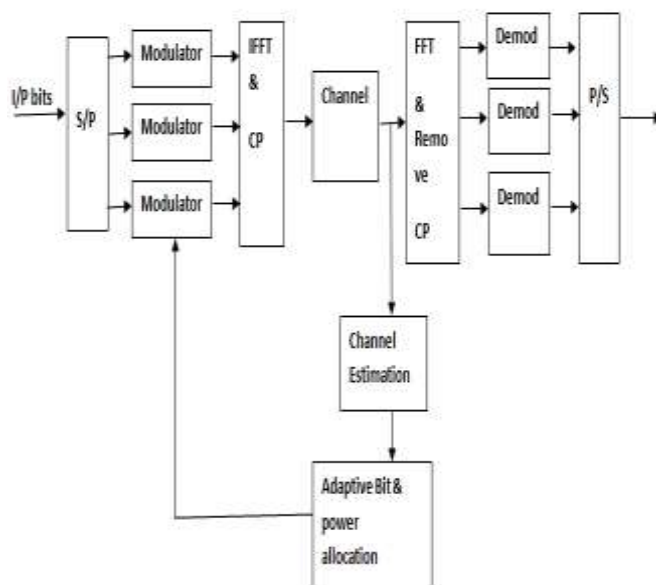 I/P bits
S/P
Modulator
Modulator
Modulator
IFFT
&
CP
Channel
FFT
&
Remo
ve
CP
Demod
Demod
Demod
P/S
Channel
Estimation
Adaptive Bit &
power
allocation